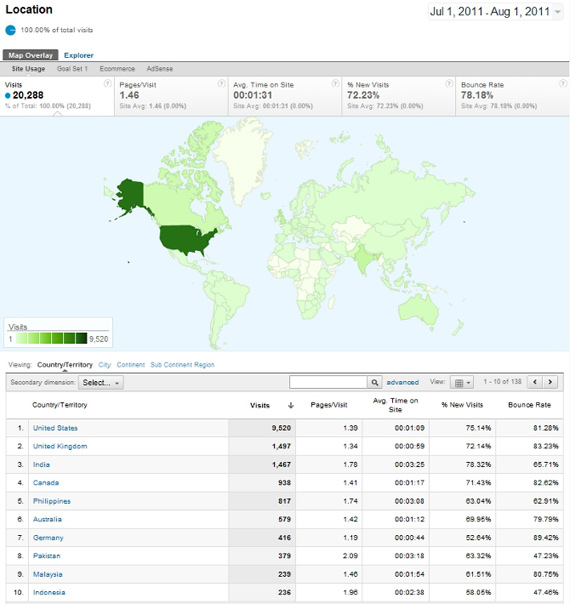 Location
Jul 1, 2011 - Aug 1, 2011
100.00% of total visits
Map Overlay Explorer
Site Usage Goal Set 1 Ecommerce AdSense
Visits Pages/Visit Avg. Time on Site % New Visits Bounce Rate
20,288 1.46 00:01:31 72.23% 78.18%
% of Total: 100.00% (20,288) Site Avg: 1.46 (0.00%) Site Avg: 00:01:31 (0.00%) Site Avg: 72.23% (0.00%) Site Avg: 78.18% (0.00%)
Visits
1 9,520
Viewing: Country/Territory City Continent Sub Continent Region
Secondary dimension: Select... advanced View: 1 - 10 of 138
Country/Territory Visits Pages/Visit Avg. Time on Site % New Visits Bounce Rate
1. United States 9,520 1.39 00:01:09 75.14% 81.28%
2. United Kingdom 1,497 1.34 00:00:59 72.14% 83.23%
3. India 1,467 1.78 00:03:25 78.32% 65.71%
4. Canada 938 1.41 00:01:17 71.43% 82.62%
5. Philippines 817 1.74 00:03:08 63.04% 62.91%
6. Australia 579 1.42 00:01:12 69.95% 79.79%
7. Germany 416 1.19 00:00:44 52.64% 89.42%
8. Pakistan 379 2.09 00:03:18 63.32% 47.23%
9. Malaysia 239 1.46 00:01:54 61.51% 80.75%
10. Indonesia 236 1.96 00:02:38 58.05% 47.46%